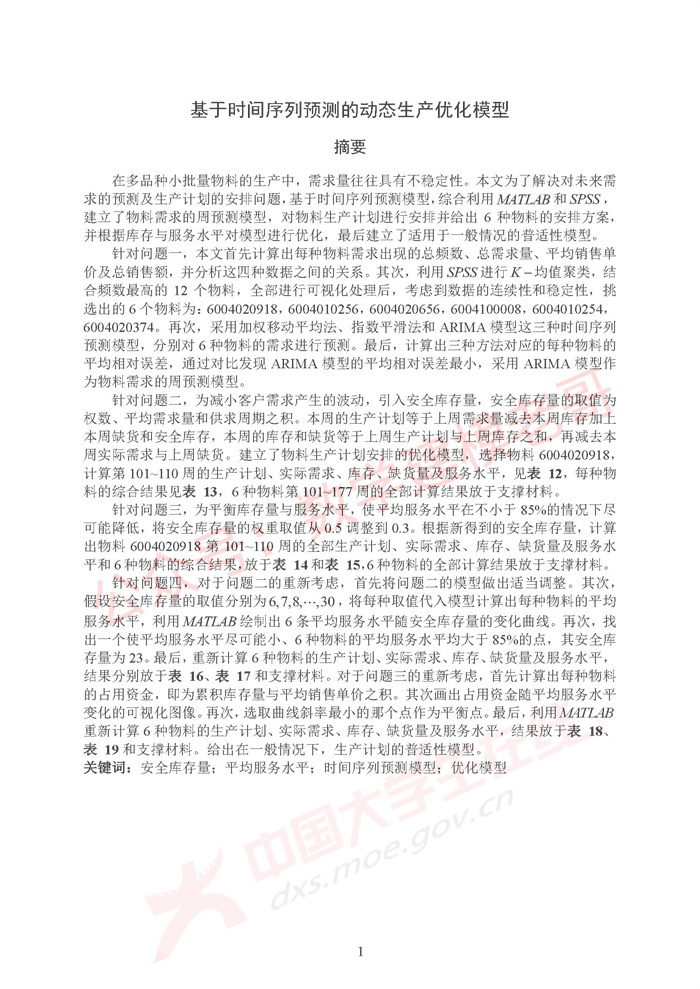 基于时间序列预测的动态生产优化模型
摘要
在多品种小批量物料的生产中，需求量往往具有不稳定性。本文为了解决对未来需
求的预测及生产计划的安排问题，基于时间序列预测模型，综合利用MATLAB和SPSS，
建立了物料需求的周预测模型，对物料生产计划进行安排并给出 6 种物料的安排方案，
并根据库存与服务水平对模型进行优化，最后建立了适用于一般情况的普适性模型。
针对问题一，本文首先计算出每种物料需求出现的总频数、总需求量、平均销售单
价及总销售额，并分析这四种数据之间的关系。其次，利用SPSS进行K－均值聚类，结
合频数最高的 12 个物料，全部进行可视化处理后，考虑到数据的连续性和稳定性，挑
选出的 6 个物料为：6004020918，6004010256，6004020656，6004100008，6004010254，
6004020374。再次，采用加权移动平均法、指数平滑法和 ARIMA 模型这三种时间序列
预测模型，分别对 6 种物料的需求进行预测。最后，计算出三种方法对应的每种物料的
平均相对误差，通过对比发现 ARIMA 模型的平均相对误差最小，采用 ARIMA 模型作
为物料需求的周预测模型。
针对问题二，为减小客户需求产生的波动，引入安全库存量，安全库存量的取值为
权数、平均需求量和供求周期之积。本周的生产计划等于上周需求量减去本周库存加上
本周缺货和安全库存，本周的库存和缺货等于上周生产计划与上周库存之和，再减去本
周实际需求与上周缺货。建立了物料生产计划安排的优化模型，选择物料 6004020918，
计算第 101~110 周的生产计划、实际需求、库存、缺货量及服务水平，见表 12，每种物
料的综合结果见表 13，6 种物料第 101~177 周的全部计算结果放于支撑材料。
针对问题三，为平衡库存量与服务水平，使平均服务水平在不小于 85%的情况下尽
可能降低，将安全库存量的权重取值从 0.5 调整到 0.3。根据新得到的安全库存量，计算
出物料 6004020918 第 101~110 周的全部生产计划、实际需求、库存、缺货量及服务水
平和 6 种物料的综合结果，放于表 14和表 15，6 种物料的全部计算结果放于支撑材料。
针对问题四，对于问题二的重新考虑，首先将问题二的模型做出适当调整。其次，
假设安全库存量的取值分别为6,7,8,⋯,30，将每种取值代入模型计算出每种物料的平均
服务水平，利用MATLAB绘制出 6 条平均服务水平随安全库存量的变化曲线。再次，找
出一个使平均服务水平尽可能小、6 种物料的平均服务水平均大于 85%的点，其安全库
存量为 23。最后，重新计算 6 种物料的生产计划、实际需求、库存、缺货量及服务水平，
结果分别放于表 16、表 17 和支撑材料。对于问题三的重新考虑，首先计算出每种物料
的占用资金，即为累积库存量与平均销售单价之积。其次画出占用资金随平均服务水平
变化的可视化图像。再次，选取曲线斜率最小的那个点作为平衡点。最后，利用MATLAB
重新计算 6 种物料的生产计划、实际需求、库存、缺货量及服务水平，结果放于表 18、
表 19 和支撑材料。给出在一般情况下，生产计划的普适性模型。
关键词：安全库存量；平均服务水平；时间序列预测模型；优化模型
中国大学生在线
dxs.moe.gov.cn
1